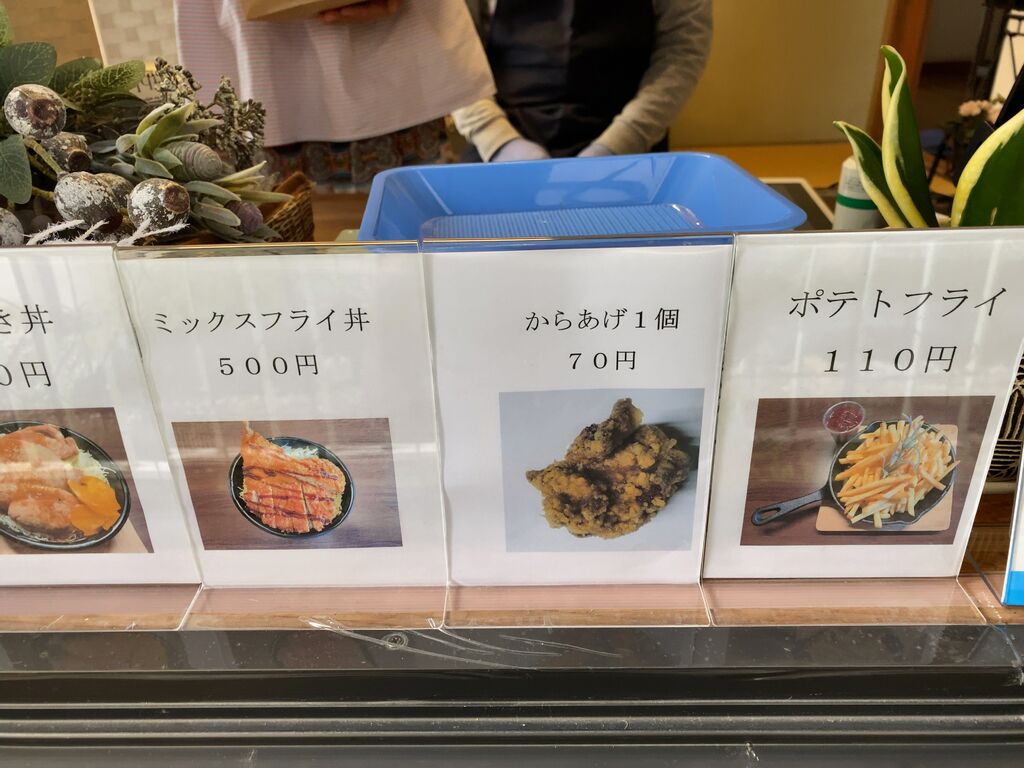 き丼
0円
ミックスフライ丼
５００円
からあげ１個
７０円
ポテトフライ
１１０円